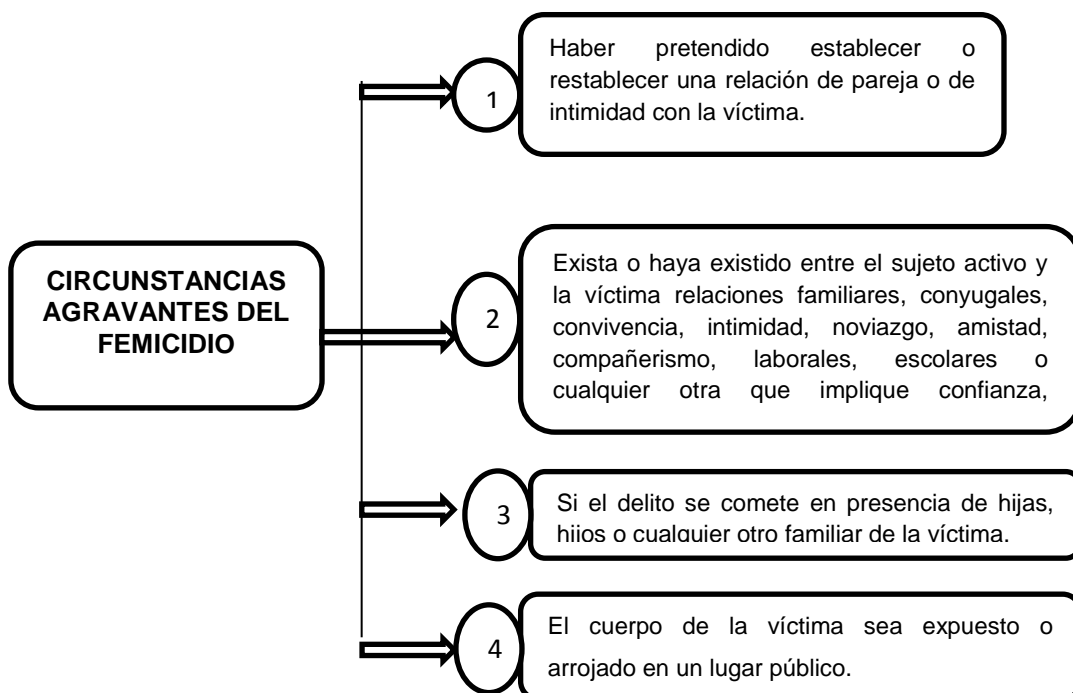 1
Haber pretendido establecer o
restablecer una relación de pareja o de
intimidad con la víctima.
CIRCUNSTANCIAS
AGRAVANTES DEL
FEMICIDIO
2
Exista o haya existido entre el sujeto activo y
la víctima relaciones familiares, conyugales,
convivencia, intimidad, noviazgo, amistad,
compañerismo, laborales, escolares o
cualquier otra que implique confianza,
3
Si el delito se comete en presencia de hijas,
hijos o cualquier otro familiar de la víctima.
4
El cuerpo de la víctima sea expuesto o
arrojado en un lugar público.